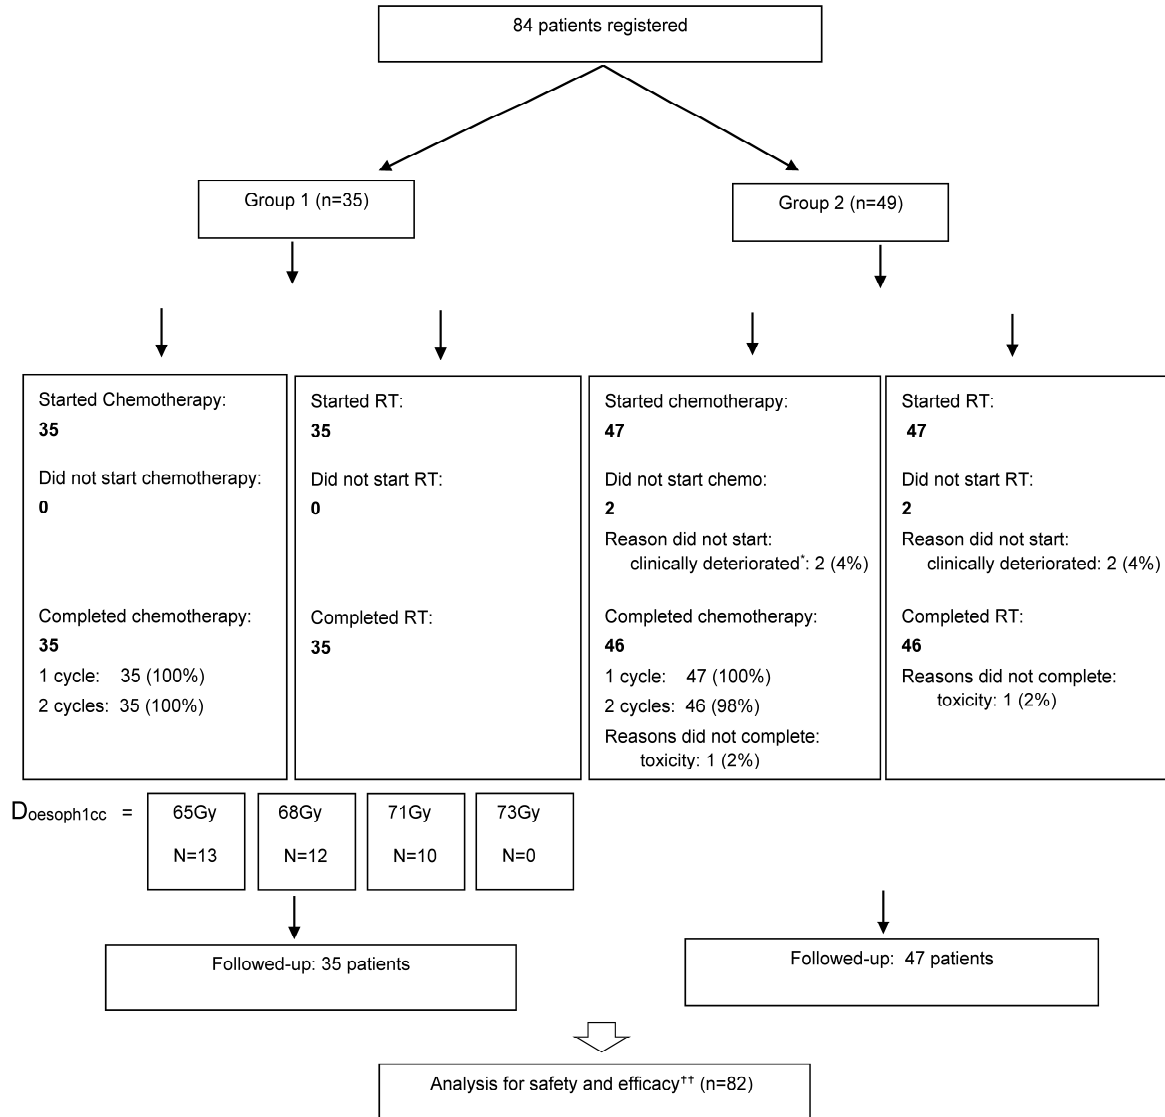 84 patients registered
Group 1 (n=35)
Group 2 (n=49)
Started Chemotherapy:
35
Did not start chemotherapy:
0
Completed chemotherapy:
35
1 cycle: 35 (100%)
2 cycles: 35 (100%)
Started RT:
35
Did not start RT:
0
Completed RT:
35
Started chemotherapy:
47
Did not start chemo:
2
Reason did not start:
clinically deteriorated*: 2 (4%)
Completed chemotherapy:
46
1 cycle: 47 (100%)
2 cycles: 46 (98%)
Reasons did not complete:
toxicity: 1 (2%)
Started RT:
47
Did not start RT:
2
Reason did not start:
clinically deteriorated: 2 (4%)
Completed RT:
46
Reasons did not complete:
toxicity: 1 (2%)
Doesoph1cc =
65Gy
N=13
68Gy
N=12
71Gy
N=10
73Gy
N=0
Followed-up: 35 patients
Followed-up: 47 patients
Analysis for safety and efficacy†† (n=82)